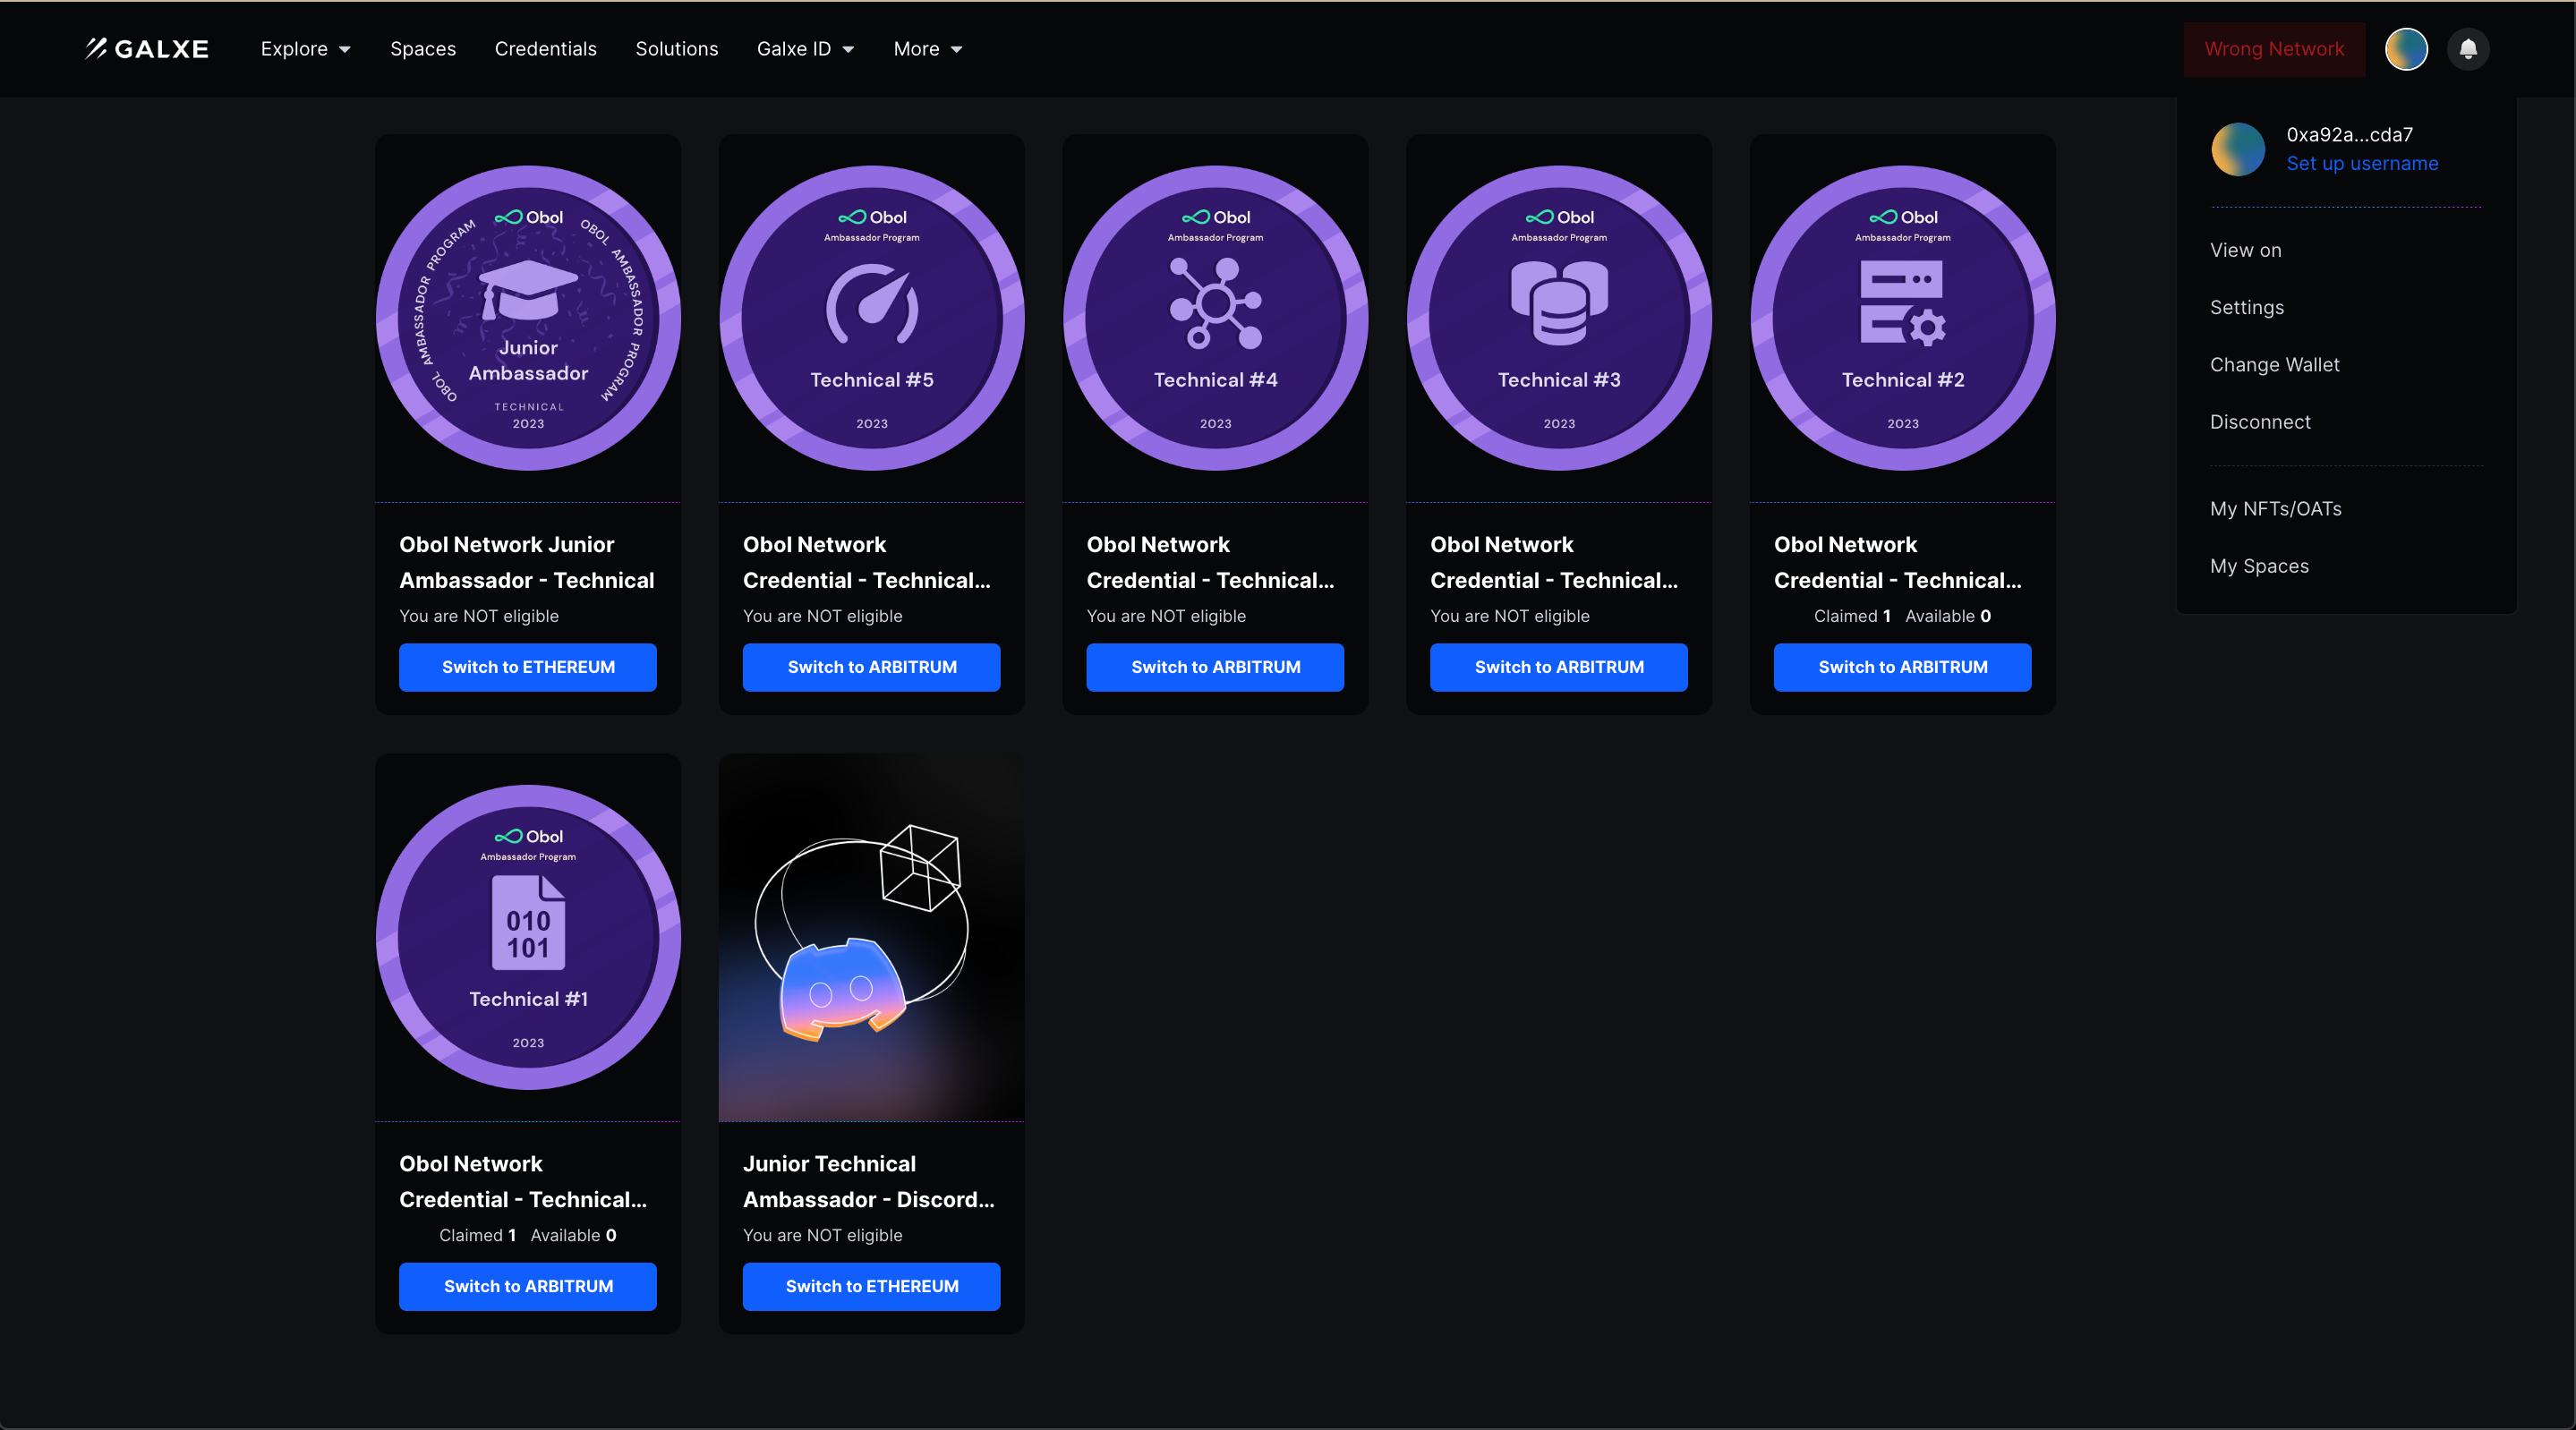 GALXE
Explore
Spaces
Credentials
Solutions
Galxe ID
More
Wrong Network
0xa92a...cda7
Set up username
View on
Settings
Change Wallet
Disconnect
My NFTs/OATs
My Spaces
Obol
OBOL AMBASSADOR PROGRAM
OBOL AMBASSADOR PROGRAM
Junior
Ambassador
TECHNICAL
2023
Obol Network Junior
Ambassador - Technical
You are NOT eligible
Switch to ETHEREUM
Obol
Ambassador Program
Technical #5
2023
Obol Network
Credential - Technical...
You are NOT eligible
Switch to ARBITRUM
Obol
Ambassador Program
Technical #4
2023
Obol Network
Credential - Technical...
You are NOT eligible
Switch to ARBITRUM
Obol
Ambassador Program
Technical #3
2023
Obol Network
Credential - Technical...
You are NOT eligible
Switch to ARBITRUM
Obol
Ambassador Program
Technical #2
2023
Obol Network
Credential - Technical...
Claimed 1 Available 0
Switch to ARBITRUM
Obol
Ambassador Program
010
101
Technical #1
2023
Obol Network
Credential - Technical...
Claimed 1 Available 0
Switch to ARBITRUM
Junior Technical
Ambassador - Discord...
You are NOT eligible
Switch to ETHEREUM